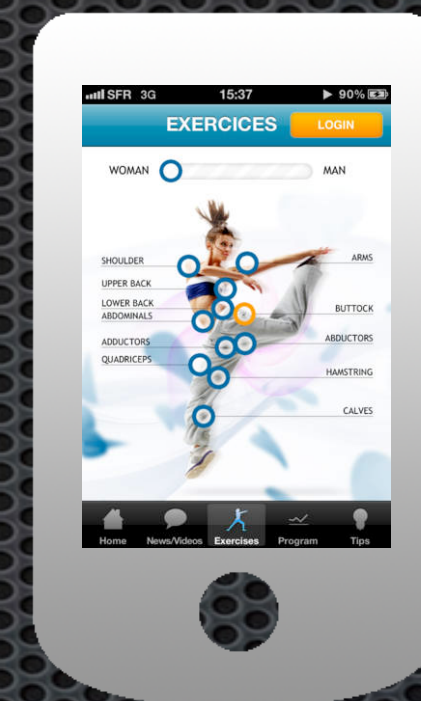 SFR 3G 15:37 90%
EXERCICES LOGIN
WOMAN MAN
SHOULDER
ARMS
UPPER BACK
LOWER BACK
ABDOMINALS
BUTTOCK
ADDUCTORS
ABDUCTORS
QUADRICEPS
HAMSTRING
CALVES
Home News/Videos Exercises Program Tips